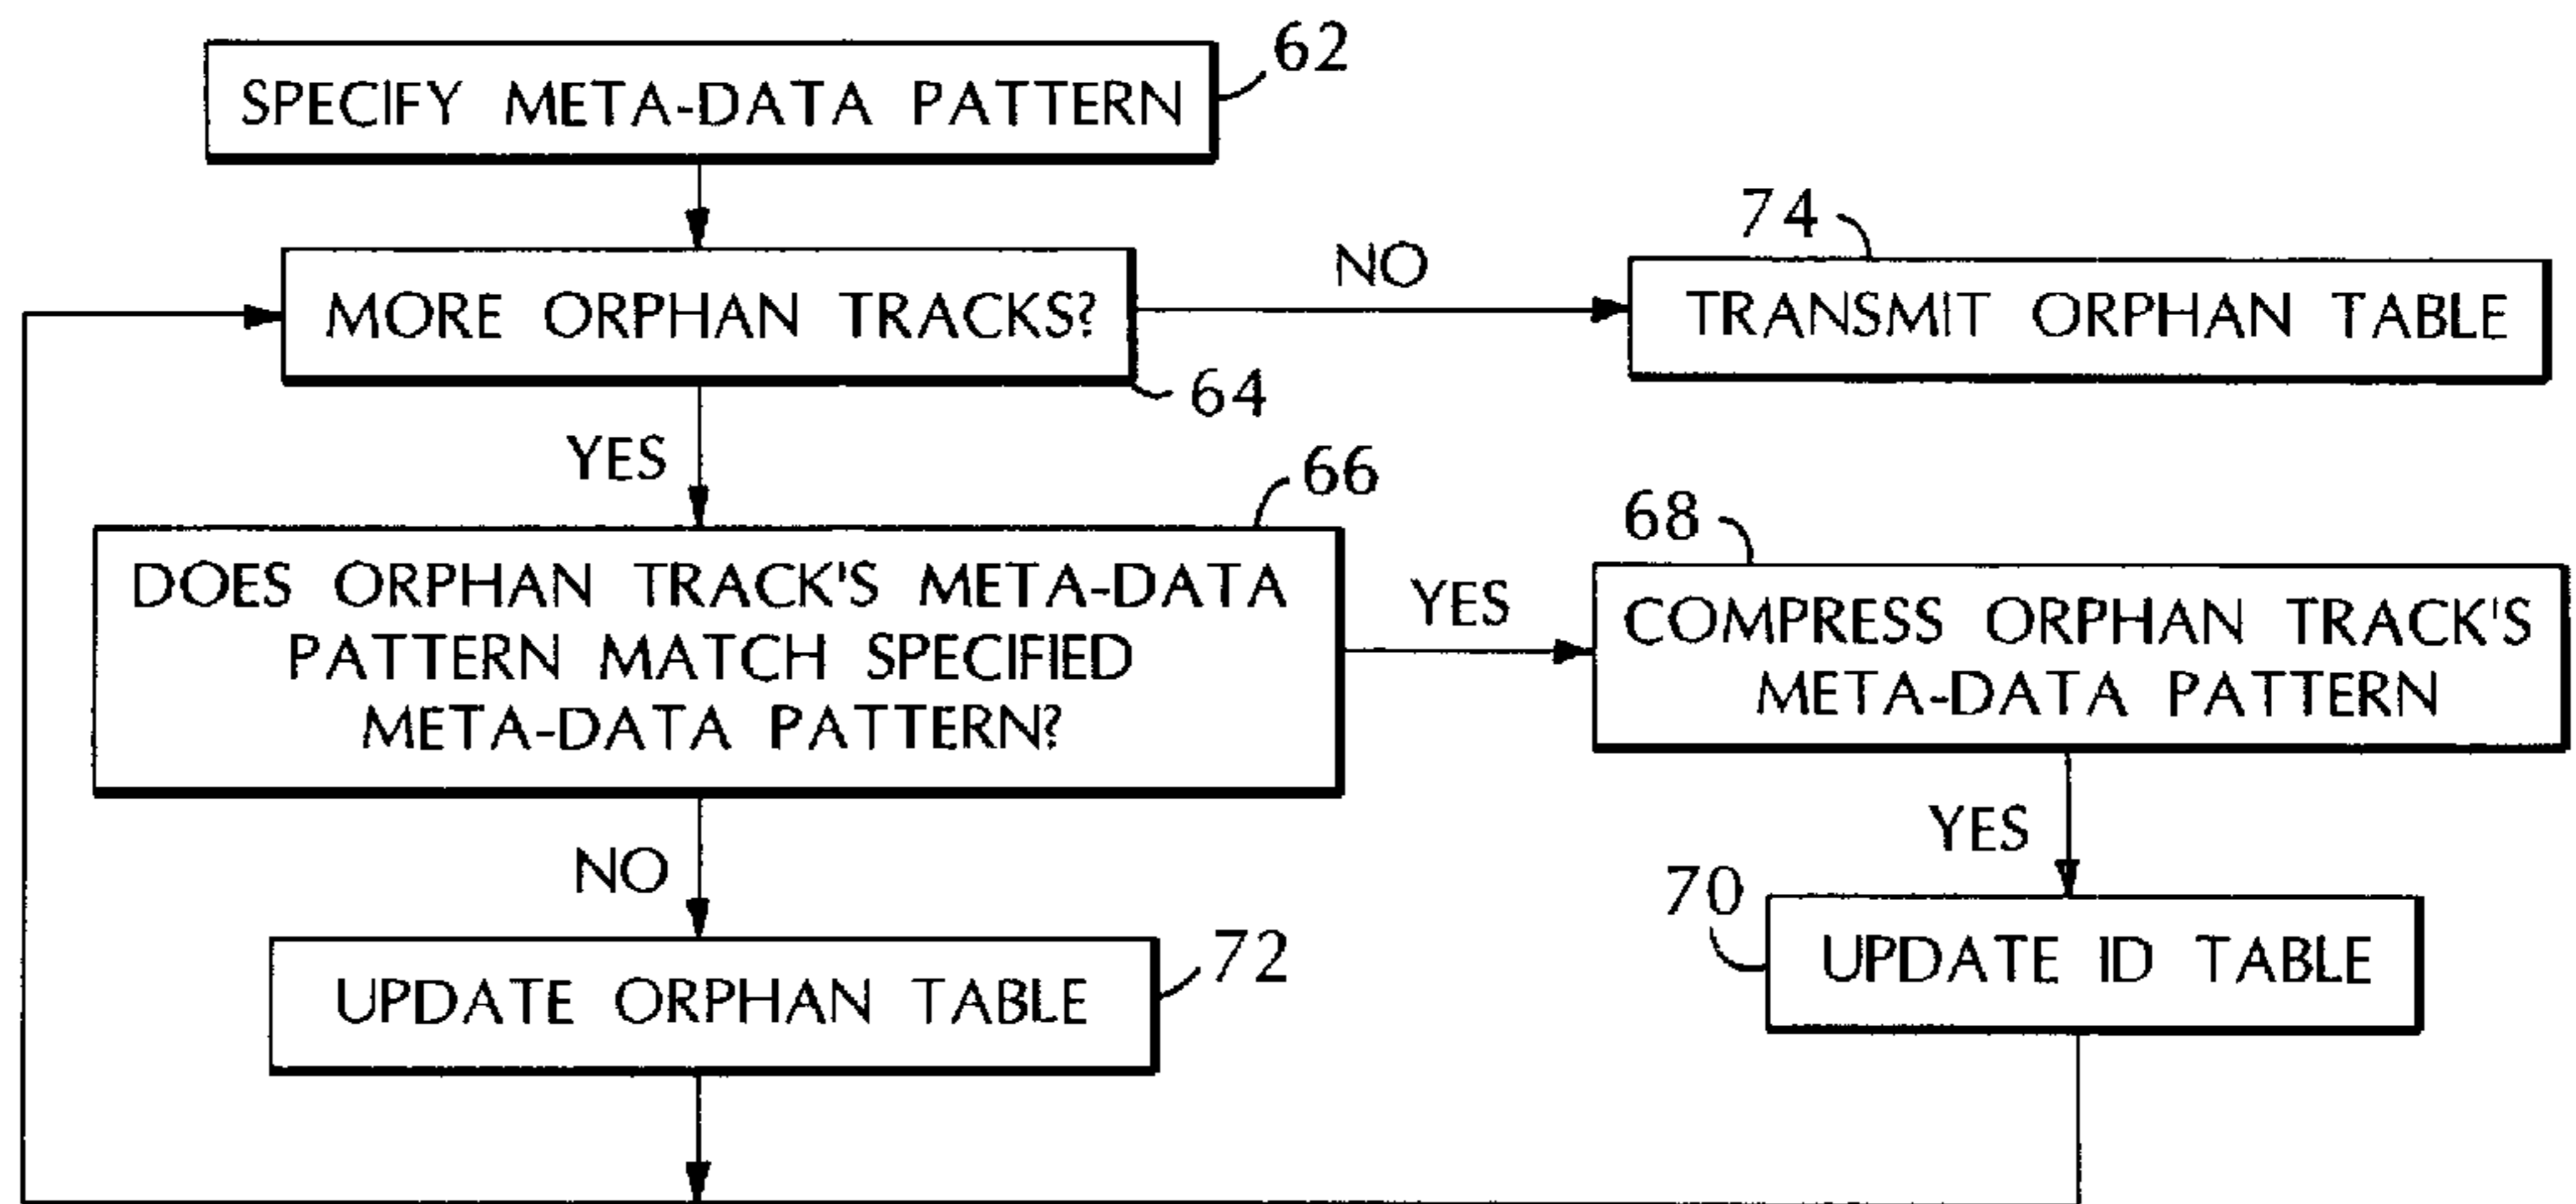 SPECIFY META-DATA PATTERN
62
MORE ORPHAN TRACKS?
64
NO
74
TRANSMIT ORPHAN TABLE
YES
66
DOES ORPHAN TRACK'S META-DATA
PATTERN MATCH SPECIFIED
META-DATA PATTERN?
YES
68
COMPRESS ORPHAN TRACK'S
META-DATA PATTERN
YES
70
UPDATE ID TABLE
NO
72
UPDATE ORPHAN TABLE